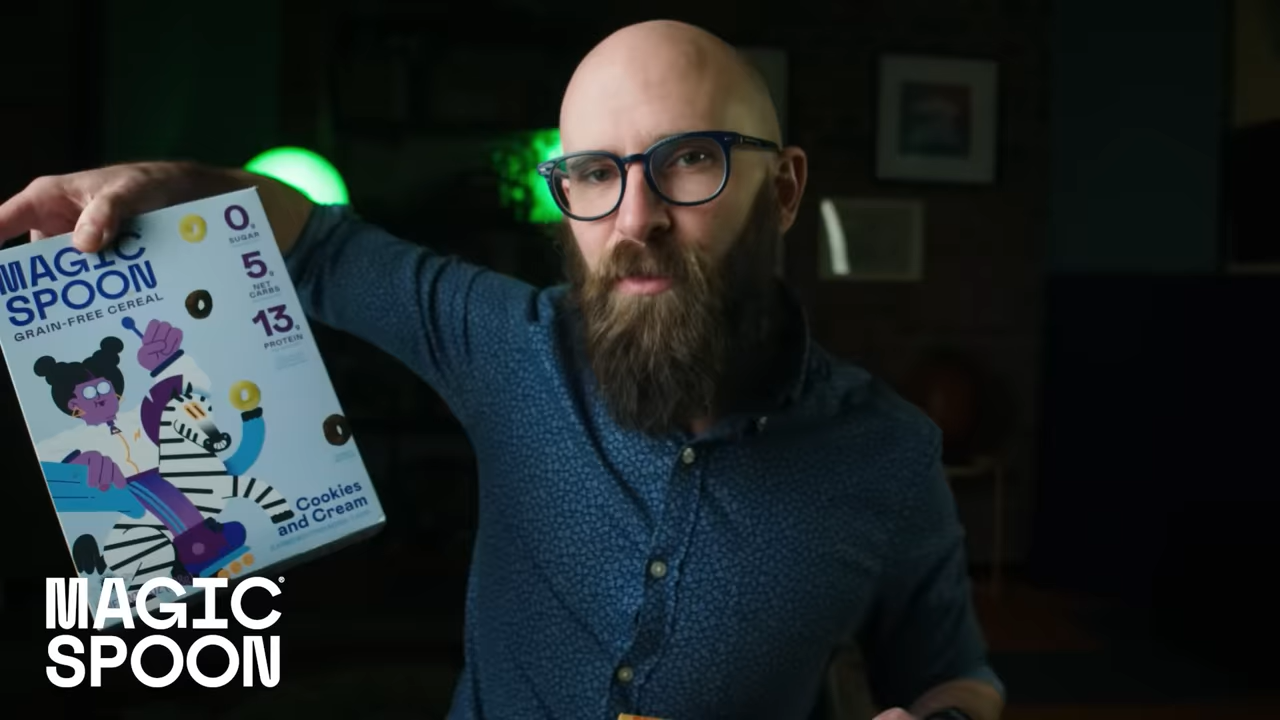 MAGIC
SPOON
GRAIN-FREE CEREAL
0g
SUGAR
5g
NET
CARBS
13g
PROTEIN
Cookies
and Cream
MAGIC
SPOON